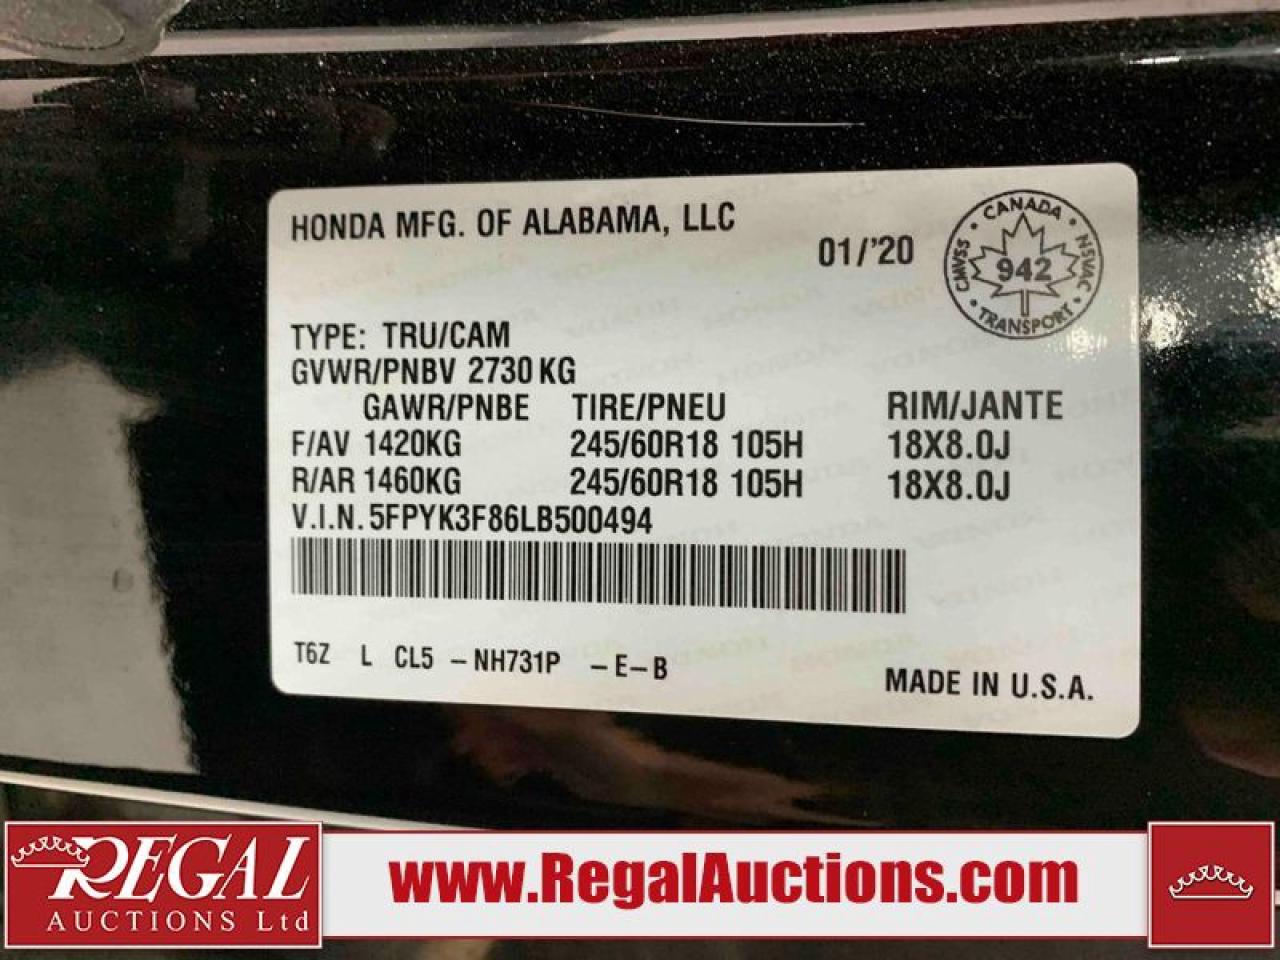 HONDA MFG. OF ALABAMA, LLC
01/'20
CANADA
CMVSS
942
NSVAC
TRANSPORT
TYPE: TRU/CAM
GVWR/PNBV 2730 KG
GAWR/PNBE TIRE/PNEU RIM/JANTE
F/AV 1420KG 245/60R18 105H 18X8.0J
R/AR 1460KG 245/60R18 105H 18X8.0J
V.I.N. 5FPYK3F86LB500494
T6Z L CL5 -NH731P -E-B
MADE IN U.S.A.
REGAL
AUCTIONS Ltd
www.RegalAuctions.com